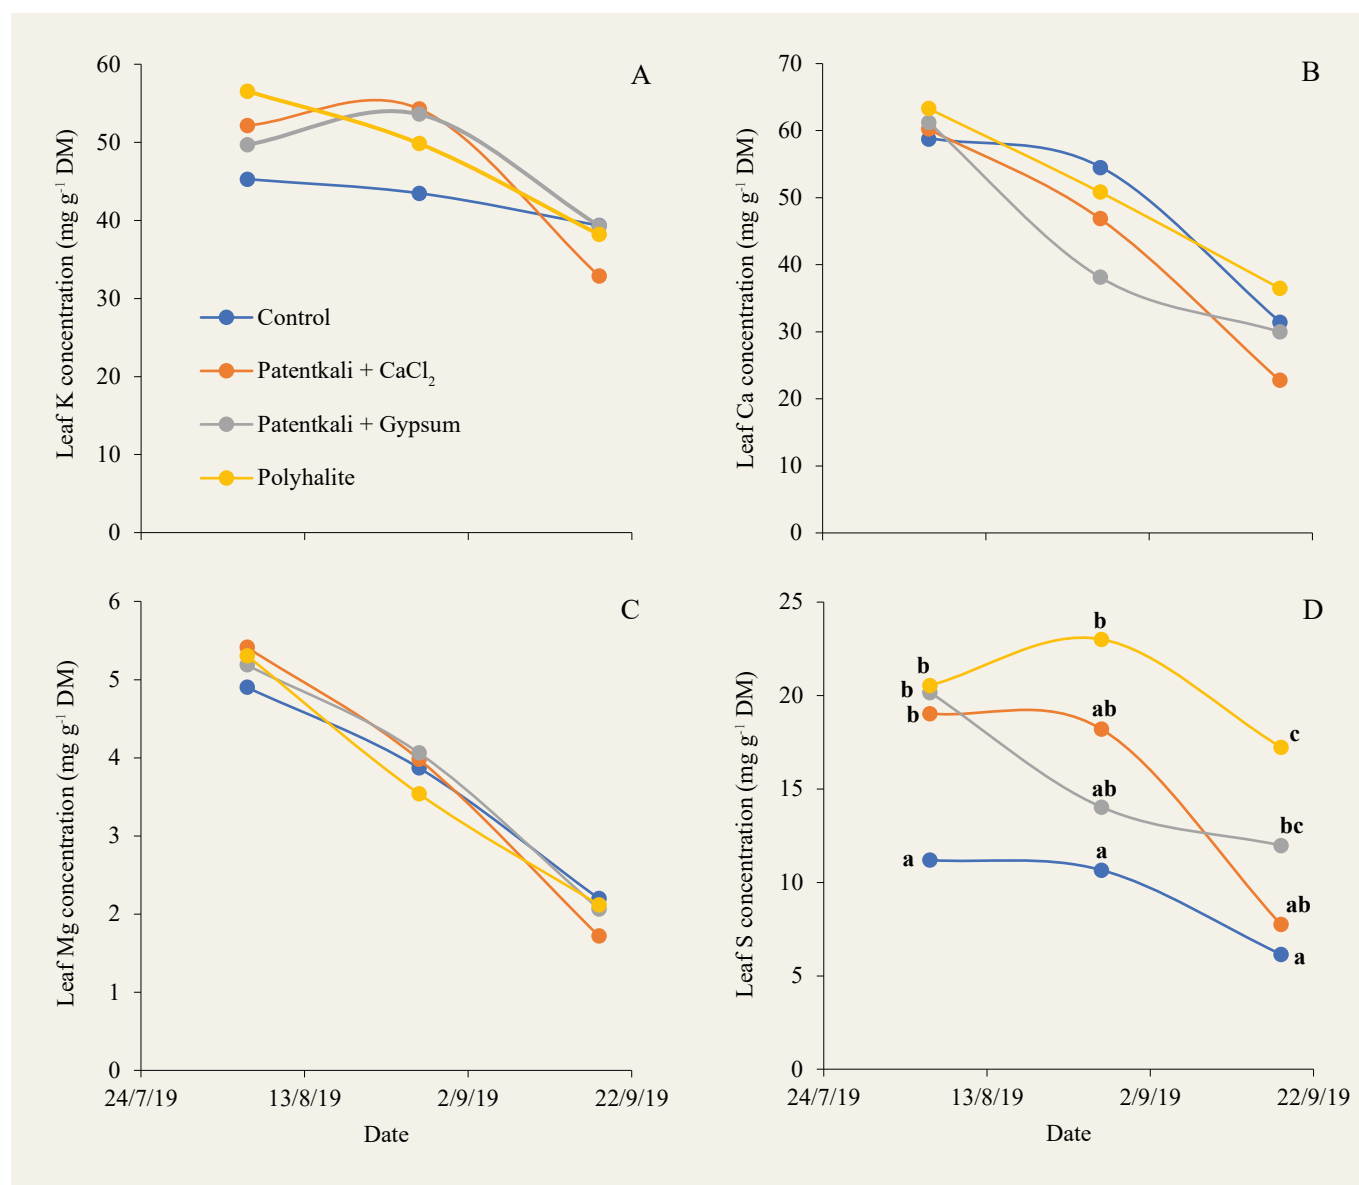 A
60
50
40
30
20
10
0
Leaf K concentration (mg g⁻¹ DM)
Control
Patentkali + CaCl₂
Patentkali + Gypsum
Polyhalite
B
70
60
50
40
30
20
10
0
Leaf Ca concentration (mg g⁻¹ DM)
C
6
5
4
3
2
1
0
Leaf Mg concentration (mg g⁻¹ DM)
24/7/19 13/8/19 2/9/19 22/9/19
Date
D
25
20
15
10
5
0
Leaf S concentration (mg g⁻¹ DM)
b
b
b
a
b
ab
ab
a
c
bc
ab
a
24/7/19 13/8/19 2/9/19 22/9/19
Date